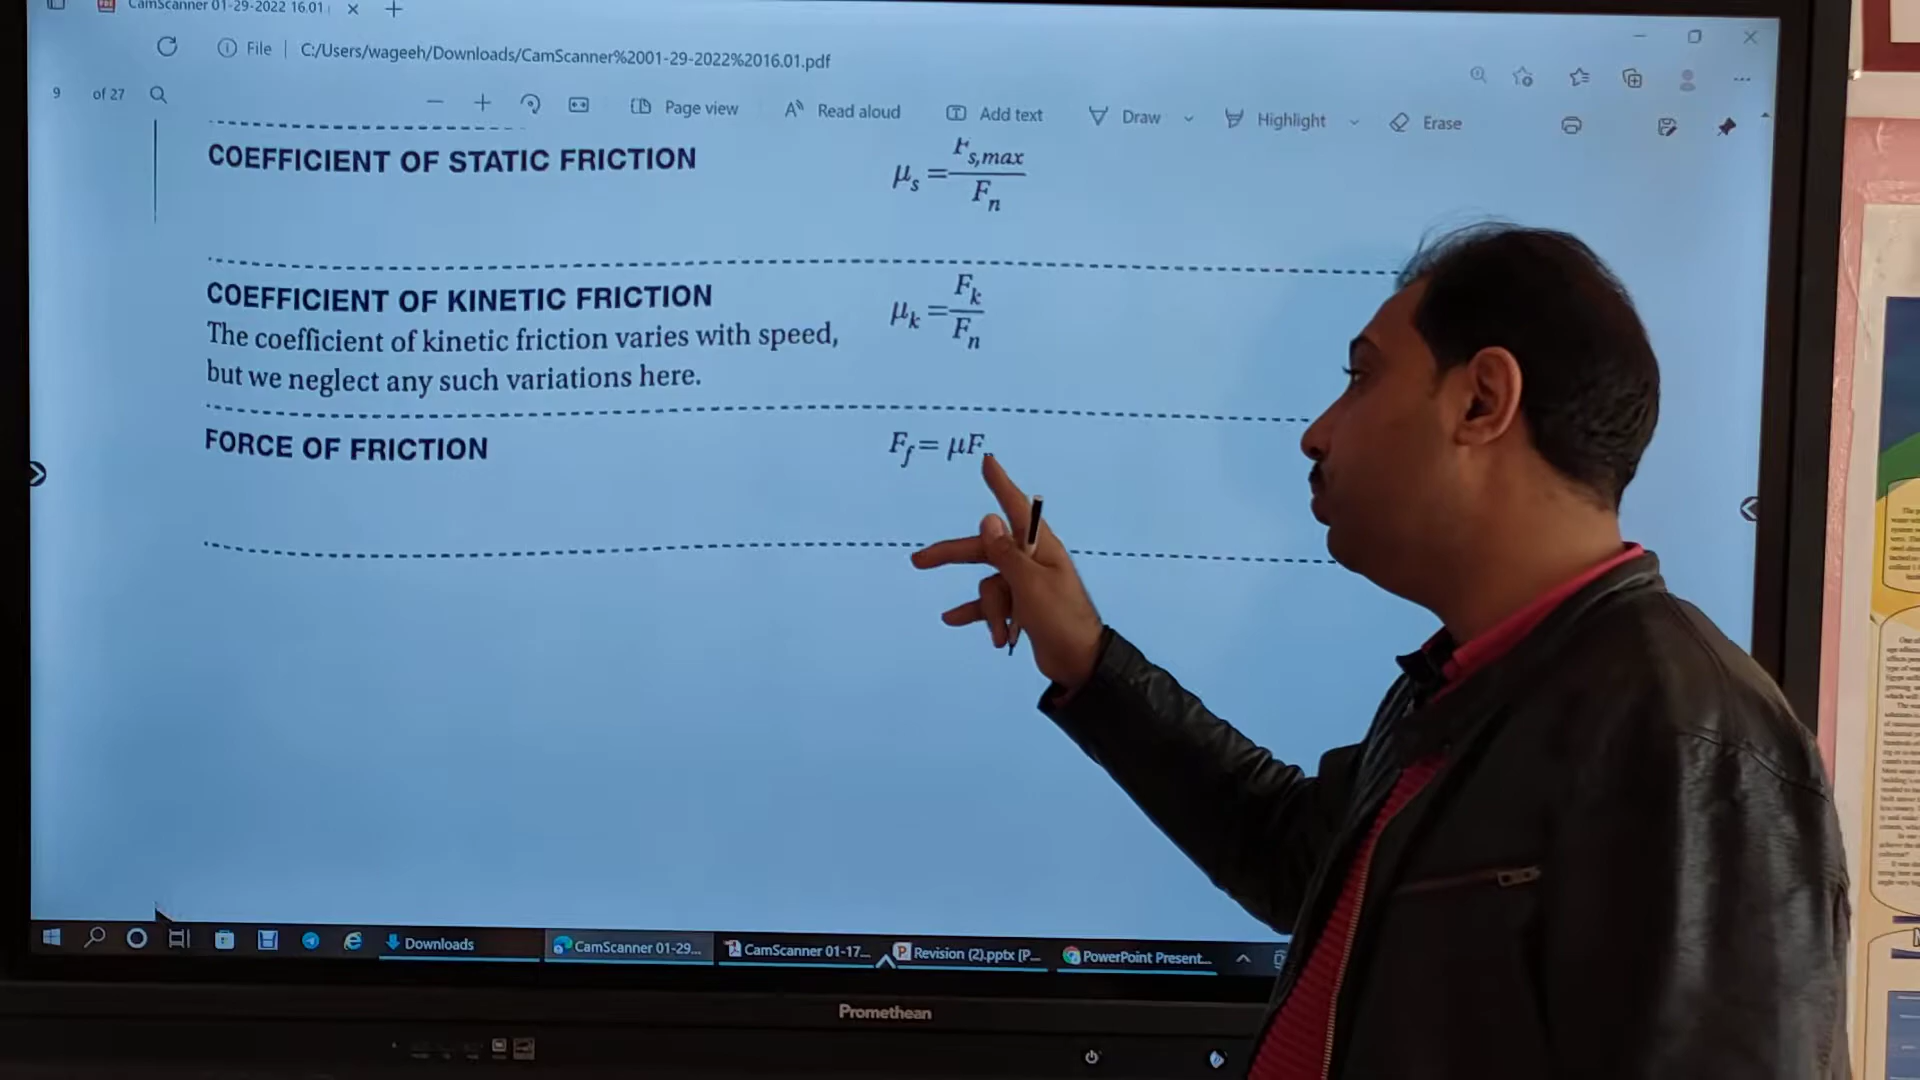 CamScanner 01-29-2022 16.01
File
C:/Users/wageeh/Downloads/CamScanner%2001-29-2022%2016.01.pdf
9 of 27
Page view
Read aloud
Add text
Draw
Highlight
Erase
COEFFICIENT OF STATIC FRICTION
μs = Fs,max / Fn
COEFFICIENT OF KINETIC FRICTION
μk = Fk / Fn
The coefficient of kinetic friction varies with speed,
but we neglect any such variations here.
FORCE OF FRICTION
Ff = μF
Downloads
CamScanner 01-29...
CamScanner 01-17...
Revision (2).pptx [P...
PowerPoint Present...
Promethean